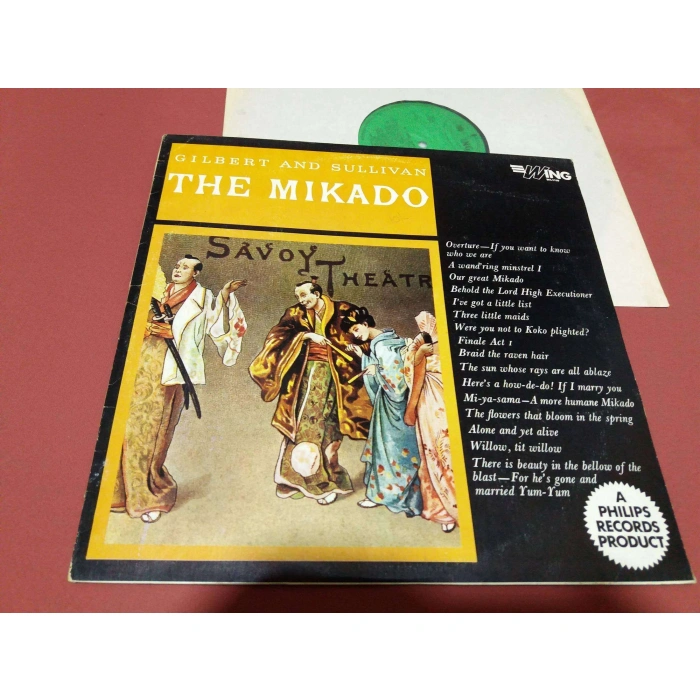 GILBERT AND SULLIVAN
THE MIKADO
WING
SAVOY
THEATR
Overture—If you want to know
who we are
A wand'ring minstrel I
Our great Mikado
Behold the Lord High Executioner
I've got a little list
Three little maids
Were you not to Koko plighted?
Finale Act 1
Braid the raven hair
The sun whose rays are all ablaze
Here's a how-de-do! If I marry you
Mi-ya-sama—A more humane Mikado
The flowers that bloom in the spring
Alone and yet alive
Willow, tit willow
There is beauty in the bellow of the
blast—For he's gone and
married Yum-Yum
A
PHILIPS
RECORDS
PRODUCT